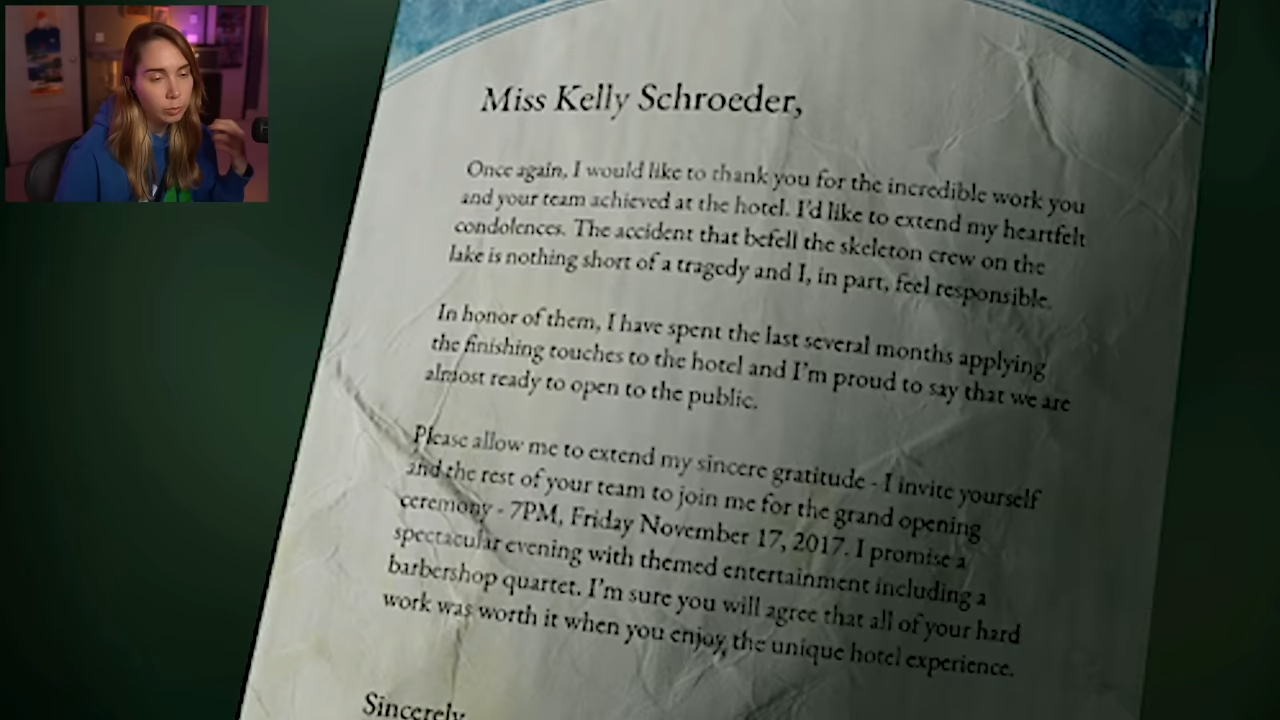 Miss Kelly Schroeder,
Once again, I would like to thank you for the incredible work you
and your team achieved at the hotel. I'd like to extend my heartfelt
condolences. The accident that befell the skeleton crew on the
lake is nothing short of a tragedy and I, in part, feel responsible.
In honor of them, I have spent the last several months applying
the finishing touches to the hotel and I'm proud to say that we are
almost ready to open to the public.
Please allow me to extend my sincere gratitude - I invite yourself
and the rest of your team to join me for the grand opening
ceremony - 7PM, Friday November 17, 2017. I promise a
spectacular evening with themed entertainment including a
barbershop quartet. I'm sure you will agree that all of your hard
work was worth it when you enjoy, the unique hotel experience.
Sincerely